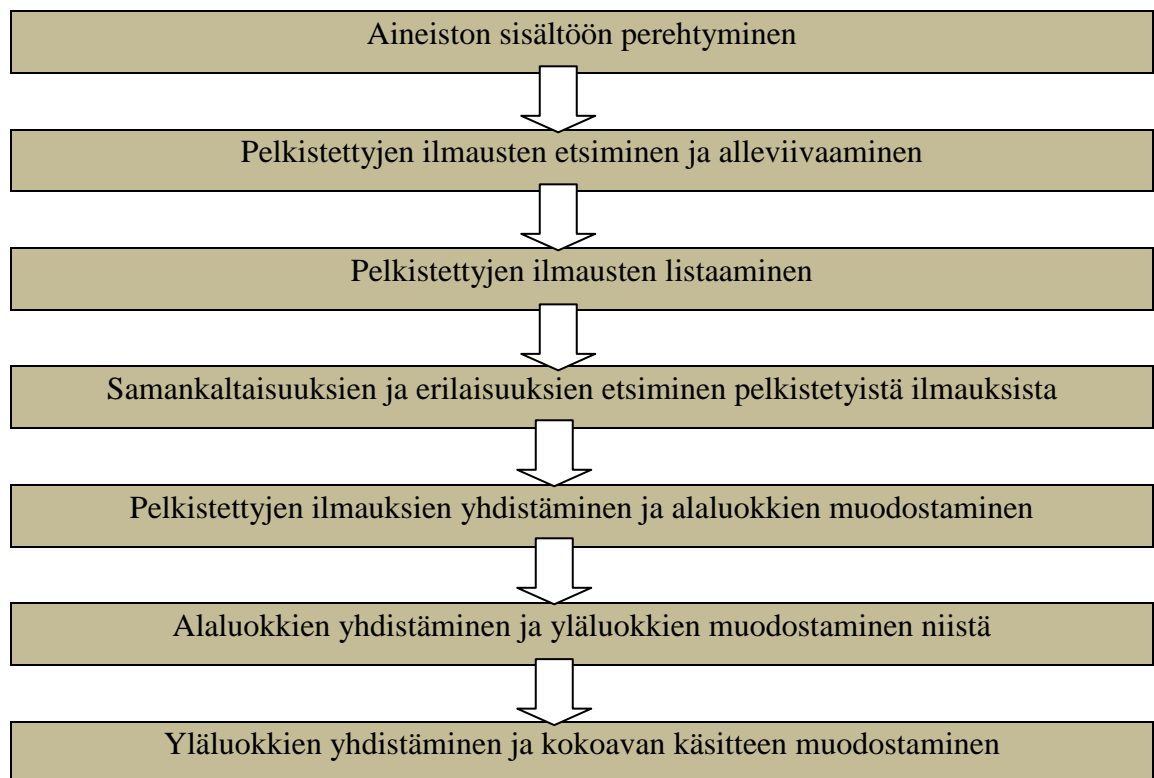 Aineiston sisältöön perehtyminen
Pelkistettyjen ilmausten etsiminen ja alleviivaaminen
Pelkistettyjen ilmausten listaaminen
Samankaltaisuuksien ja erilaisuuksien etsiminen pelkistetyistä ilmauksista
Pelkistettyjen ilmauksien yhdistäminen ja alaluokkien muodostaminen
Alaluokkien yhdistäminen ja yläluokkien muodostaminen niistä
Yläluokkien yhdistäminen ja kokoavan käsitteen muodostaminen